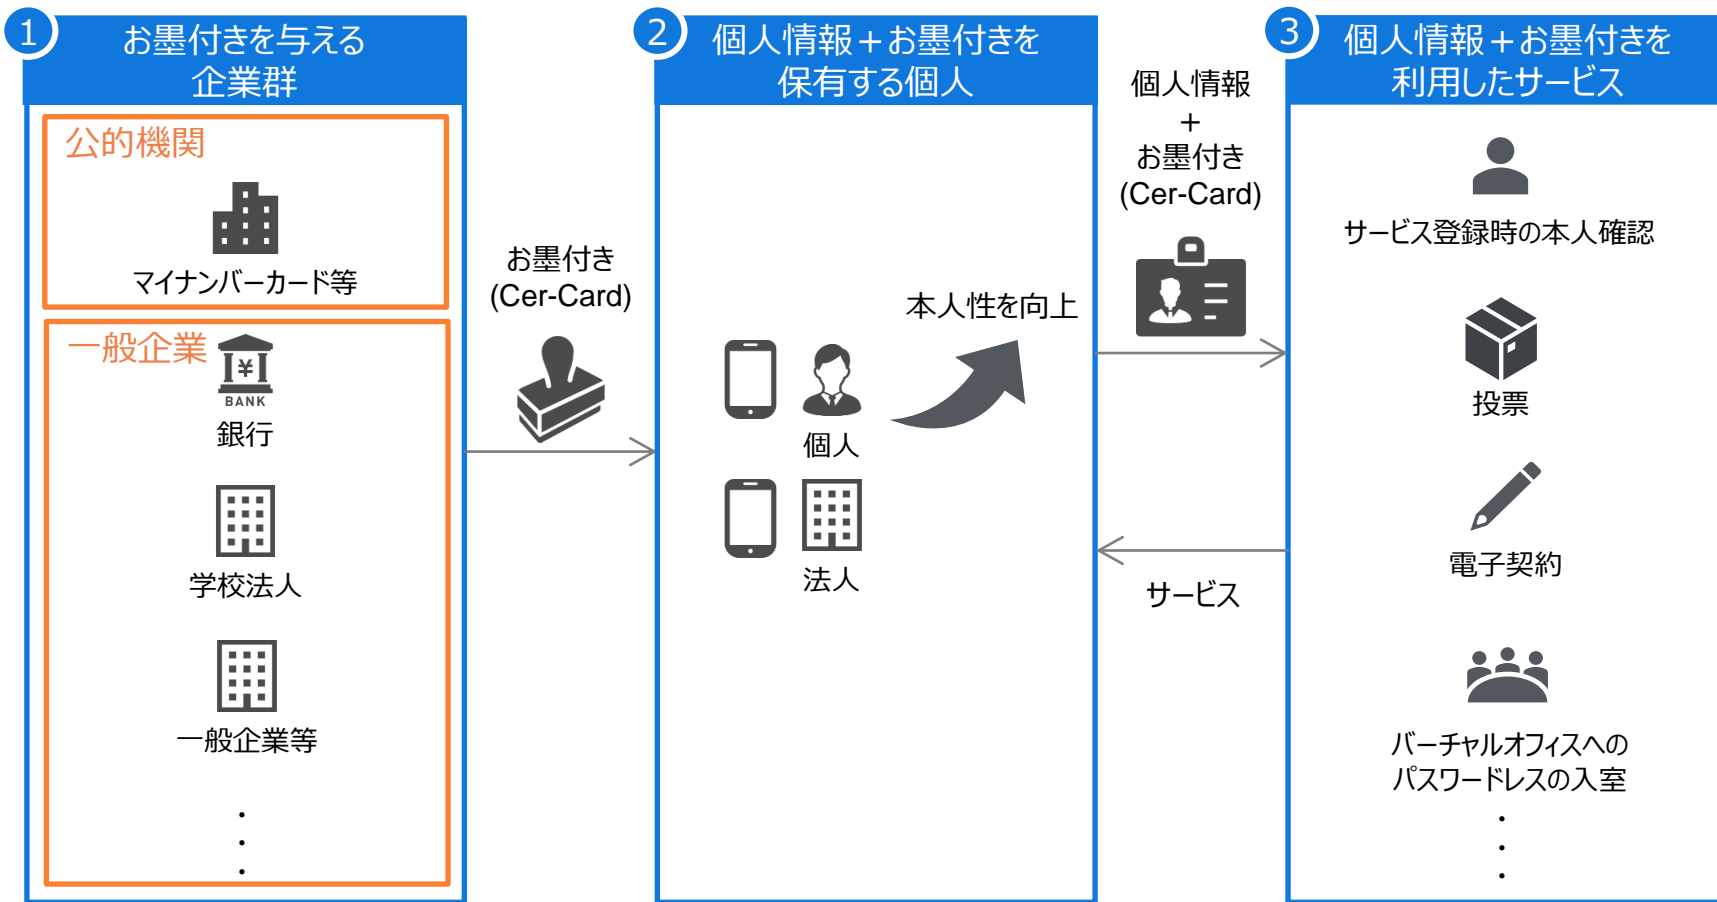 1
お墨付きを与える
企業群
公的機関
マイナンバーカード等
一般企業
BANK
銀行
学校法人
一般企業等
・
・
・
お墨付き
(Cer-Card)
2
個人情報+お墨付きを
保有する個人
本人性を向上
個人
法人
個人情報
+
お墨付き
(Cer-Card)
サービス
3
個人情報+お墨付きを
利用したサービス
サービス登録時の本人確認
投票
電子契約
バーチャルオフィスへの
パスワードレスの入室
・
・
・